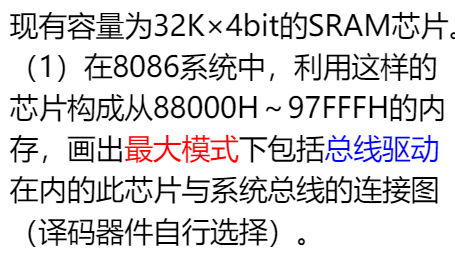 现有容量为32K×4bit的SRAM芯片。
（1）在8086系统中，利用这样的
芯片构成从88000H～97FFFH的内
存，画出最大模式下包括总线驱动
在内的此芯片与系统总线的连接图
（译码器件自行选择）。